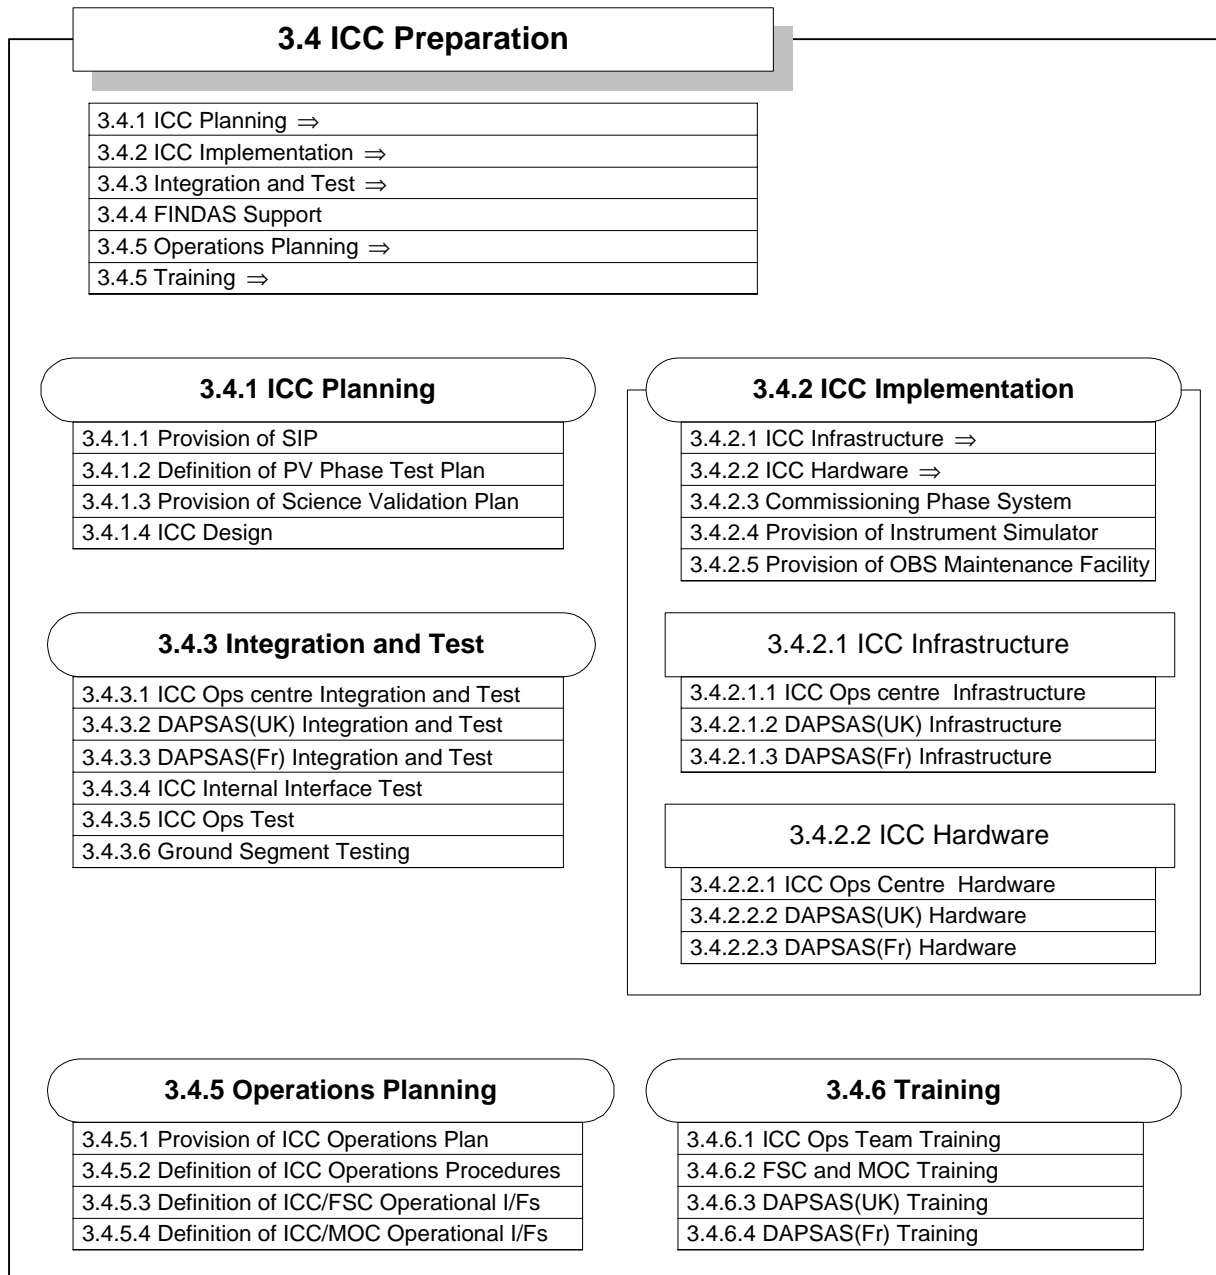 3.4 ICC Preparation
3.4.1 ICC Planning ⇒
3.4.2 ICC Implementation ⇒
3.4.3 Integration and Test ⇒
3.4.4 FINDAS Support
3.4.5 Operations Planning ⇒
3.4.5 Training ⇒
3.4.1 ICC Planning
3.4.1.1 Provision of SIP
3.4.1.2 Definition of PV Phase Test Plan
3.4.1.3 Provision of Science Validation Plan
3.4.1.4 ICC Design
3.4.2 ICC Implementation
3.4.2.1 ICC Infrastructure ⇒
3.4.2.2 ICC Hardware ⇒
3.4.2.3 Commissioning Phase System
3.4.2.4 Provision of Instrument Simulator
3.4.2.5 Provision of OBS Maintenance Facility
3.4.2.1 ICC Infrastructure
3.4.2.1.1 ICC Ops centre  Infrastructure
3.4.2.1.2 DAPSAS(UK) Infrastructure
3.4.2.1.3 DAPSAS(Fr) Infrastructure
3.4.2.2 ICC Hardware
3.4.2.2.1 ICC Ops Centre  Hardware
3.4.2.2.2 DAPSAS(UK) Hardware
3.4.2.2.3 DAPSAS(Fr) Hardware
3.4.3 Integration and Test
3.4.3.1 ICC Ops centre Integration and Test
3.4.3.2 DAPSAS(UK) Integration and Test
3.4.3.3 DAPSAS(Fr) Integration and Test
3.4.3.4 ICC Internal Interface Test
3.4.3.5 ICC Ops Test
3.4.3.6 Ground Segment Testing
3.4.5 Operations Planning
3.4.5.1 Provision of ICC Operations Plan
3.4.5.2 Definition of ICC Operations Procedures
3.4.5.3 Definition of ICC/FSC Operational I/Fs
3.4.5.4 Definition of ICC/MOC Operational I/Fs
3.4.6 Training
3.4.6.1 ICC Ops Team Training
3.4.6.2 FSC and MOC Training
3.4.6.3 DAPSAS(UK) Training
3.4.6.4 DAPSAS(Fr) Training